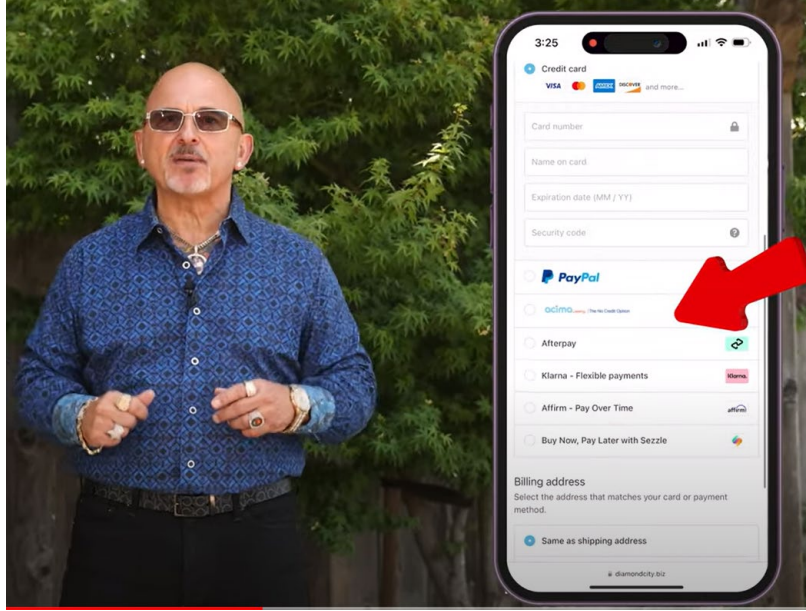 3:25
Credit card
VISA
DISCOVER
and more...
Card number
Name on card
Expiration date (MM / YY)
Security code
PayPal
acima
The No Credit Option
Afterpay
Klarna - Flexible payments
Klarna.
Affirm - Pay Over Time
affirm
Buy Now, Pay Later with Sezzle
Billing address
Select the address that matches your card or payment
method.
Same as shipping address
diamondcity.biz